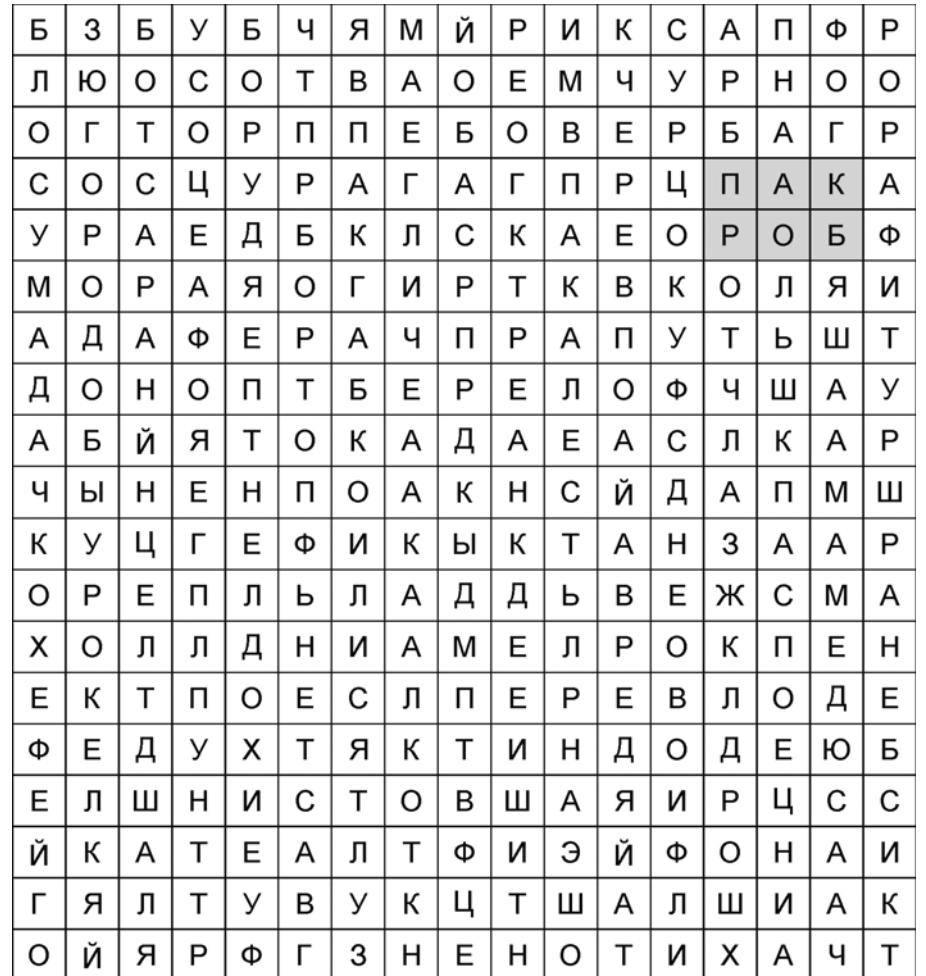 Б З Б У Б Ч Я М Й Р И К С А П Ф Р
Л Ю О С О Т В А О Е М Ч У Р Н О О
О Г Т О Р П П Е Б О В Е Р Б А Г Р
С О С Ц У Р А Г А Г П Р Ц П А К А
У Р А Е Д Б К Л С К А Е О Р О Б Ф
М О Р А Я О Г И Р Т К В К О Л Я И
А Д А Ф Е Р А Ч П Р А П У Т Ь Ш Т
Д О Н О П Т Б Е Р Е Л О Ф Ч Ш А У
А Б Й Я Т О К А Д А Е А С Л К А Р
Ч Ы Н Е Н П О А К Н С Й Д А П М Ш
К У Ц Г Е Ф И К Ы К Т А Н З А А Р
О Р Е П Л Ь Л А Д Д Ь В Е Ж С М А
Х О Л Л Д Н И А М Е Л Р О К П Е Н
Е К Т П О Е С Л П Е Р Е В Л О Д Е
Ф Е Д У Х Т Я К Т И Н Д О Д Е Ю Б
Е Л Ш Н И С Т О В Ш А Я И Р Ц С С
Й К А Т Е А Л Т Ф И Э Й Ф О Н А И
Г Я Л Т У В У К Ц Т Ш А Л Ш И А К
О Й Я Р Ф Г З Н Е Н О Т И Х А Ч Т